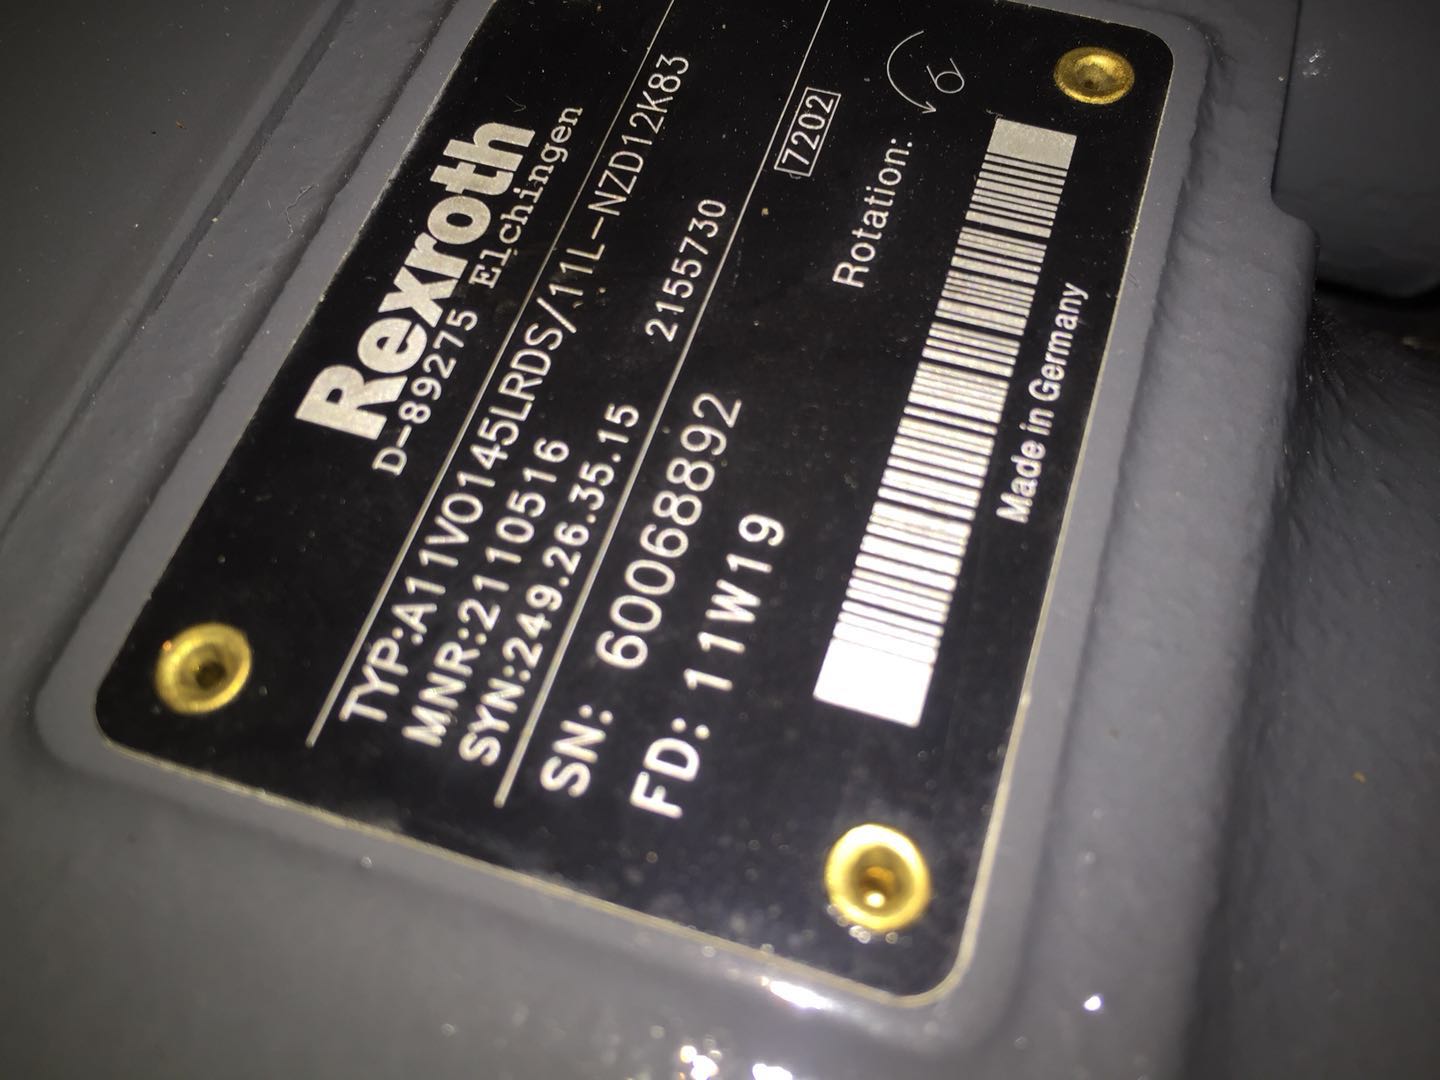 Rexroth
D-89275 Elchingen
TYP:A11VO145LRDS/11L-NZD12K83
MNR:2110516
SYN:249.26.35.15 2155730
SN: 60068892 7202
FD: 11W19 Rotation:
Made in Germany